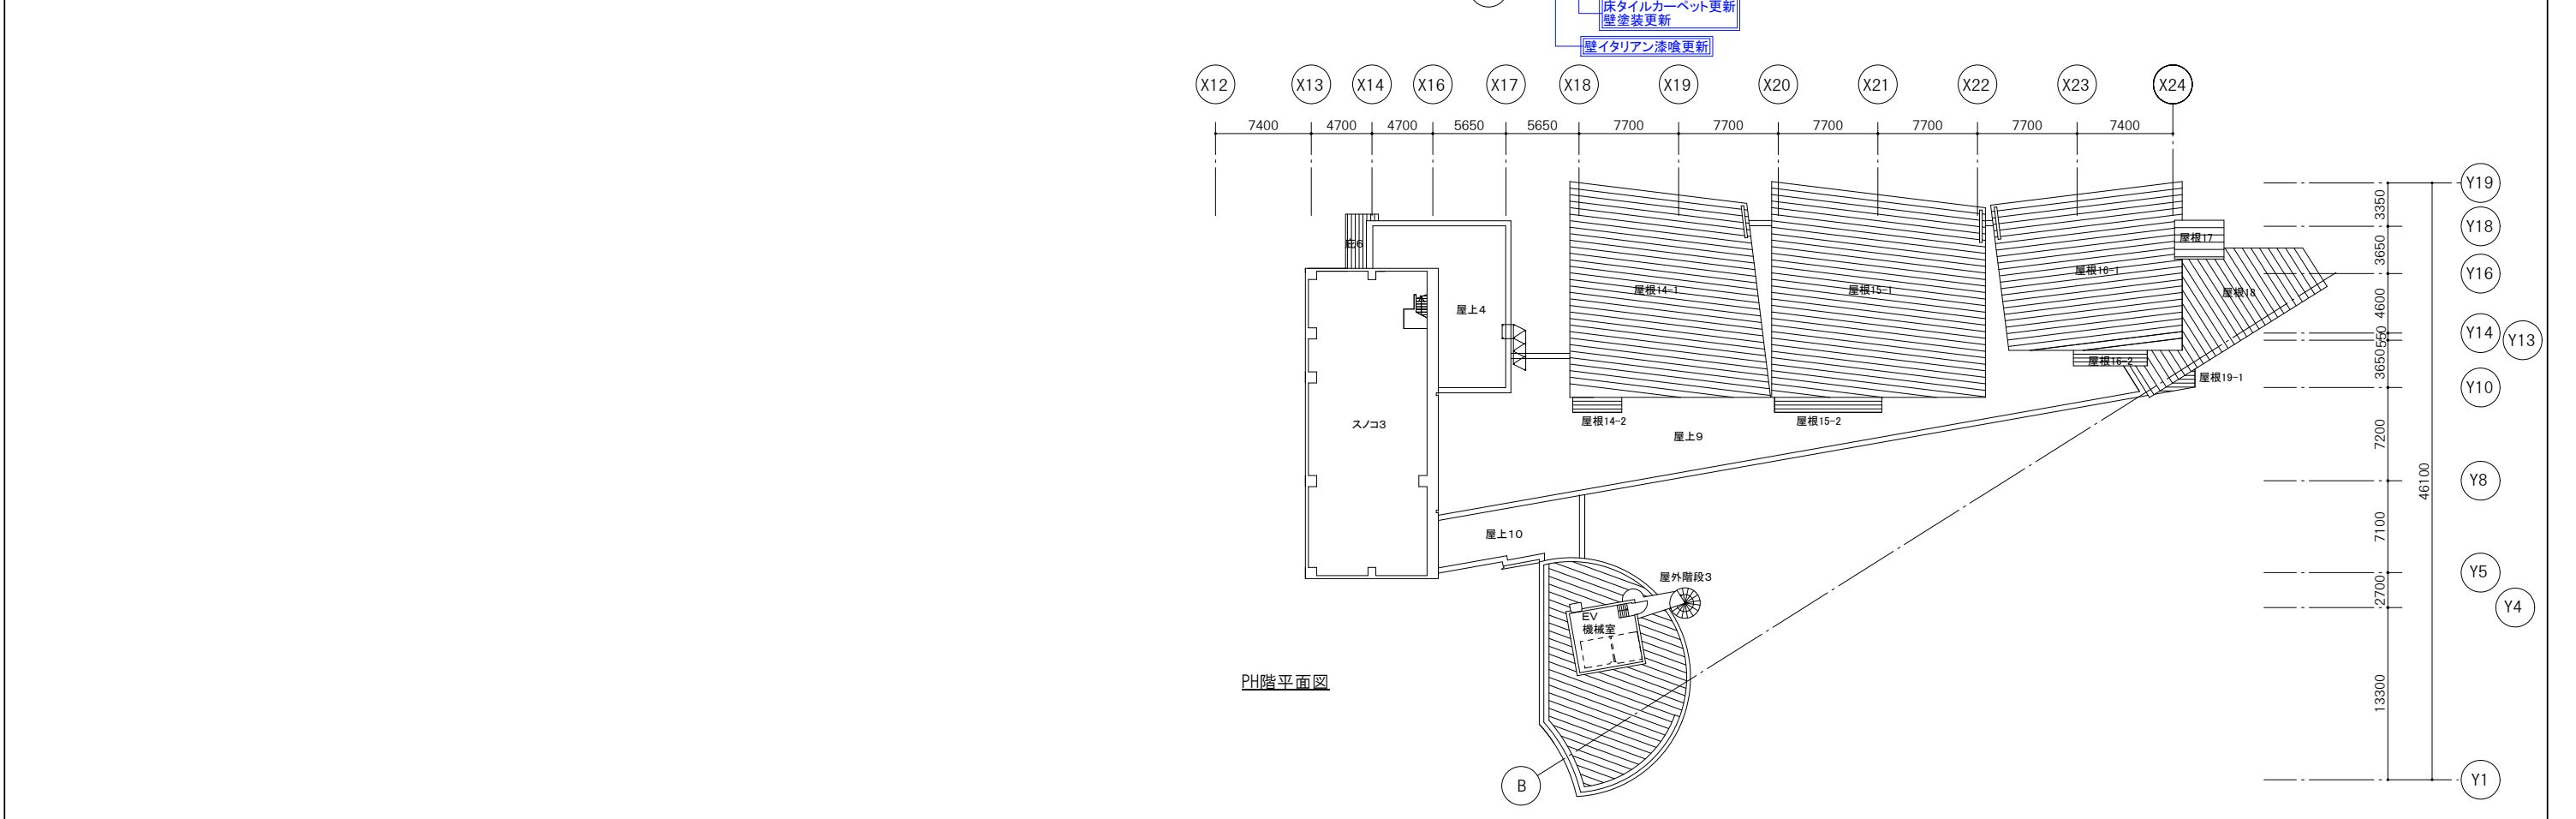 床タイルカーペット更新
壁塗装更新
壁イタリアン漆喰更新
X12 X13 X14 X16 X17 X18 X19 X20 X21 X22 X23 X24
7400 4700 4700 5650 5650 7700 7700 7700 7700 7700 7400
Y19
3350
Y18
庇6
屋根17
3650
屋根16-1
Y16
屋根14-1
屋根15-1
屋根18
4600
屋上4
Y14
Y13
550
屋根16-2
3650
屋根19-1
Y10
屋根14-2
屋根15-2
スノコ3
屋上9
7200
46100
Y8
屋上10
7100
Y5
屋外階段3
2700
Y4
EV
機械室
PH階平面図
13300
B
Y1